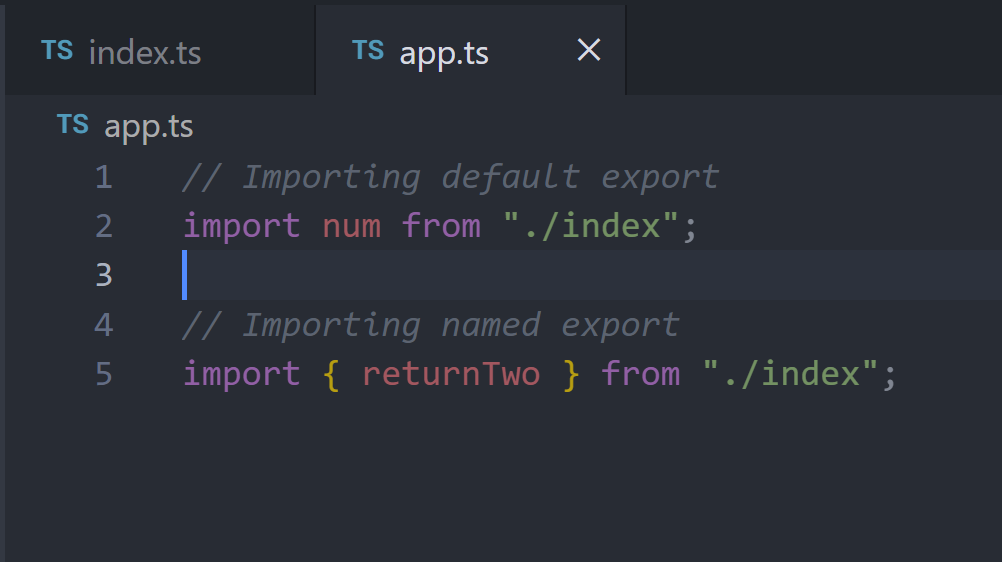 TS index.ts TS app.ts ×
TS app.ts
1 // Importing default export
2 import num from "./index";
3
4 // Importing named export
5 import { returnTwo } from "./index";